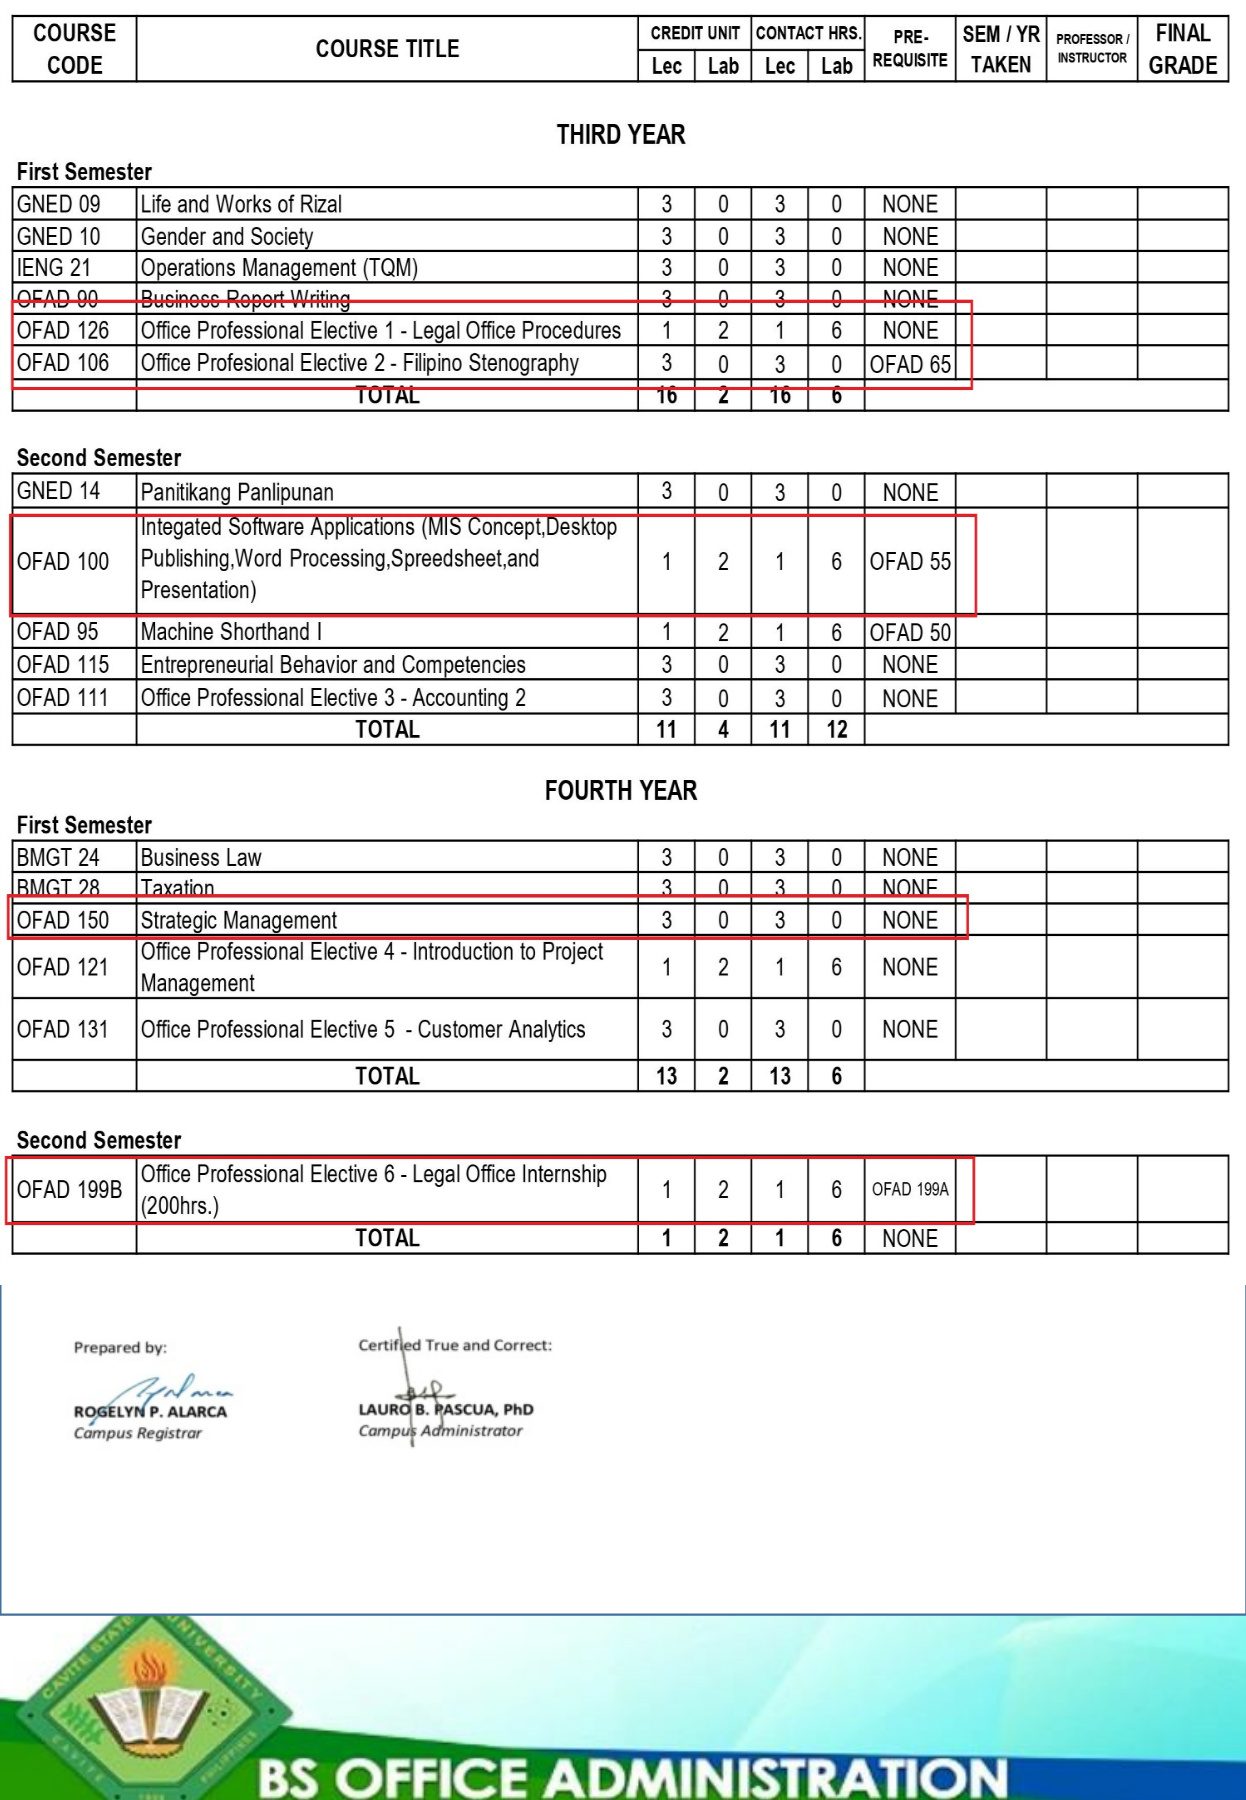 COURSE CODE COURSE TITLE CREDIT UNIT CONTACT HRS. PRE-REQUISITE SEM / YR TAKEN PROFESSOR / INSTRUCTOR FINAL GRADE
Lec Lab Lec Lab
THIRD YEAR
First Semester
GNED 09 Life and Works of Rizal 3 0 3 0 NONE
GNED 10 Gender and Society 3 0 3 0 NONE
IENG 21 Operations Management (TQM) 3 0 3 0 NONE
OFAD 90 Business Report Writing 3 0 3 0 NONE
OFAD 126 Office Professional Elective 1 - Legal Office Procedures 1 2 1 6 NONE
OFAD 106 Office Profesional Elective 2 - Filipino Stenography 3 0 3 0 OFAD 65
TOTAL 16 2 16 6
Second Semester
GNED 14 Panitikang Panlipunan 3 0 3 0 NONE
OFAD 100 Integated Software Applications (MIS Concept,Desktop Publishing,Word Processing,Spreedsheet,and Presentation) 1 2 1 6 OFAD 55
OFAD 95 Machine Shorthand I 1 2 1 6 OFAD 50
OFAD 115 Entrepreneurial Behavior and Competencies 3 0 3 0 NONE
OFAD 111 Office Professional Elective 3 - Accounting 2 3 0 3 0 NONE
TOTAL 11 4 11 12
FOURTH YEAR
First Semester
BMGT 24 Business Law 3 0 3 0 NONE
BMGT 28 Taxation 3 0 3 0 NONE
OFAD 150 Strategic Management 3 0 3 0 NONE
OFAD 121 Office Professional Elective 4 - Introduction to Project Management 1 2 1 6 NONE
OFAD 131 Office Professional Elective 5 - Customer Analytics 3 0 3 0 NONE
TOTAL 13 2 13 6
Second Semester
OFAD 199B Office Professional Elective 6 - Legal Office Internship (200hrs.) 1 2 1 6 OFAD 199A
TOTAL 1 2 1 6 NONE
Prepared by: Certified True and Correct:
ROGELYN P. ALARCA LAURO B. PASCUA, PhD
Campus Registrar Campus Administrator
CAVITE STATE UNIVERSITY
CAVITE PHILIPPINES
BS OFFICE ADMINISTRATION